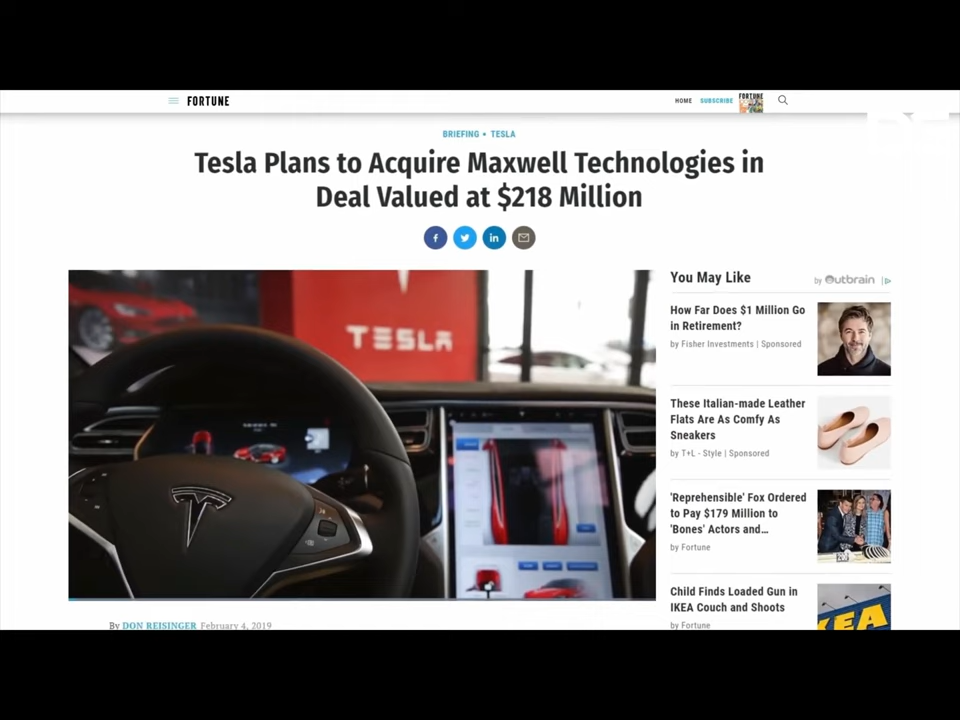 FORTUNE
HOME SUBSCRIBE FORTUNE
BRIEFING • TESLA
Tesla Plans to Acquire Maxwell Technologies in
Deal Valued at $218 Million
TESLA
By DON REISINGER February 4, 2019
You May Like
by Outbrain
How Far Does $1 Million Go
in Retirement?
by Fisher Investments | Sponsored
These Italian-made Leather
Flats Are As Comfy As
Sneakers
by T+L - Style | Sponsored
'Reprehensible' Fox Ordered
to Pay $179 Million to
'Bones' Actors and...
by Fortune
Child Finds Loaded Gun in
IKEA Couch and Shoots
by Fortune
IKEA